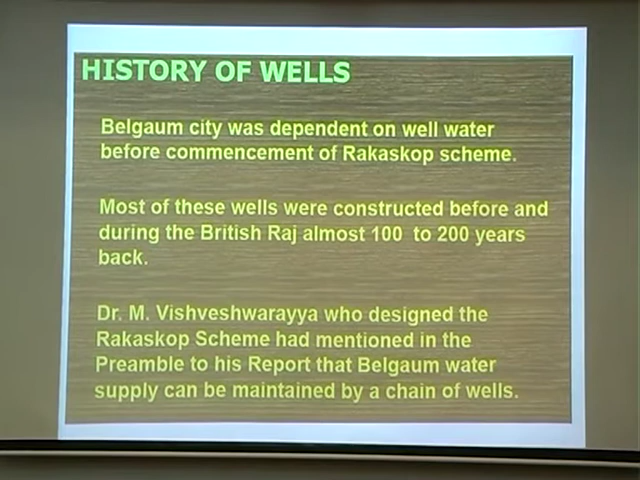 HISTORY OF WELLS
Belgaum city was dependent on well water
before commencement of Rakaskop scheme.
Most of these wells were constructed before and
during the British Raj almost 100 to 200 years
back.
Dr. M. Vishveshwarayya who designed the
Rakaskop Scheme had mentioned in the
Preamble to his Report that Belgaum water
supply can be maintained by a chain of wells.